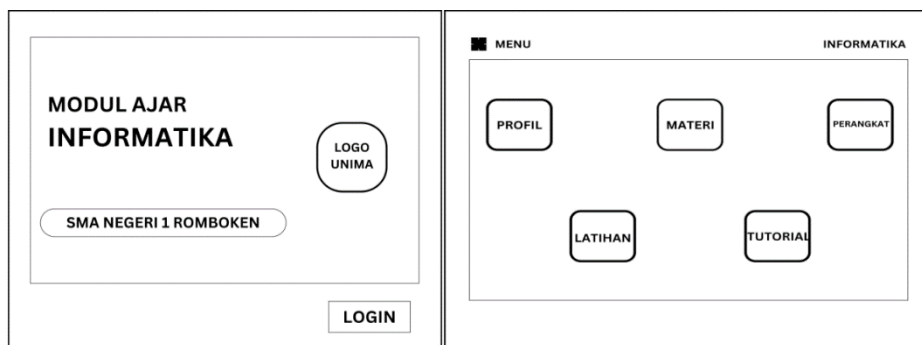 MODUL AJAR
INFORMATIKA
LOGO
UNIMA
SMA NEGERI 1 ROMBOKEN
LOGIN
MENU
INFORMATIKA
PROFIL
MATERI
PERANGKAT
LATIHAN
TUTORIAL